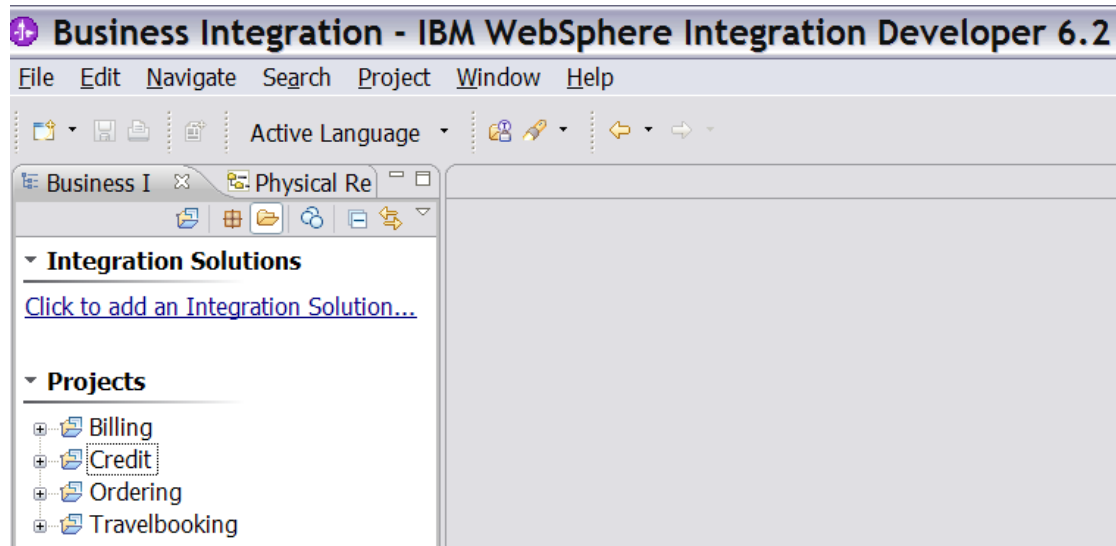 Business Integration - IBM WebSphere Integration Developer 6.2
File Edit Navigate Search Project Window Help
Active Language
Business I Physical Re
Integration Solutions
Click to add an Integration Solution...
Projects
Billing
Credit
Ordering
Travelbooking